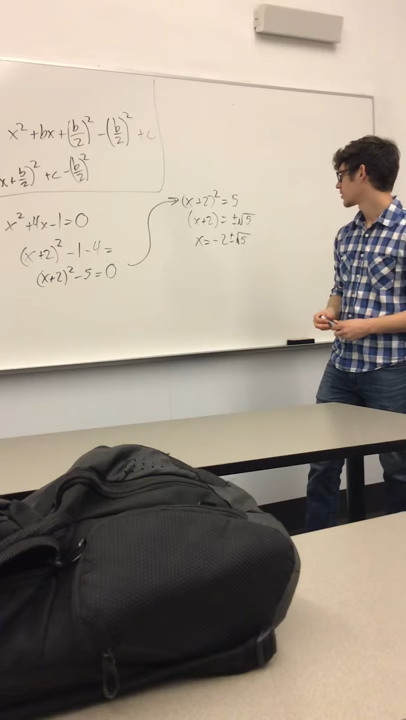 x² + bx + (b/2)² - (b/2)² + c
x + b/2)² + c - (b/2)²
x² + 4x - 1 = 0
(x+2)² - 1 - 4 =
(x+2)² - 5 = 0
(x+2)² = 5
(x+2) = ±√5
x = -2 ± √5